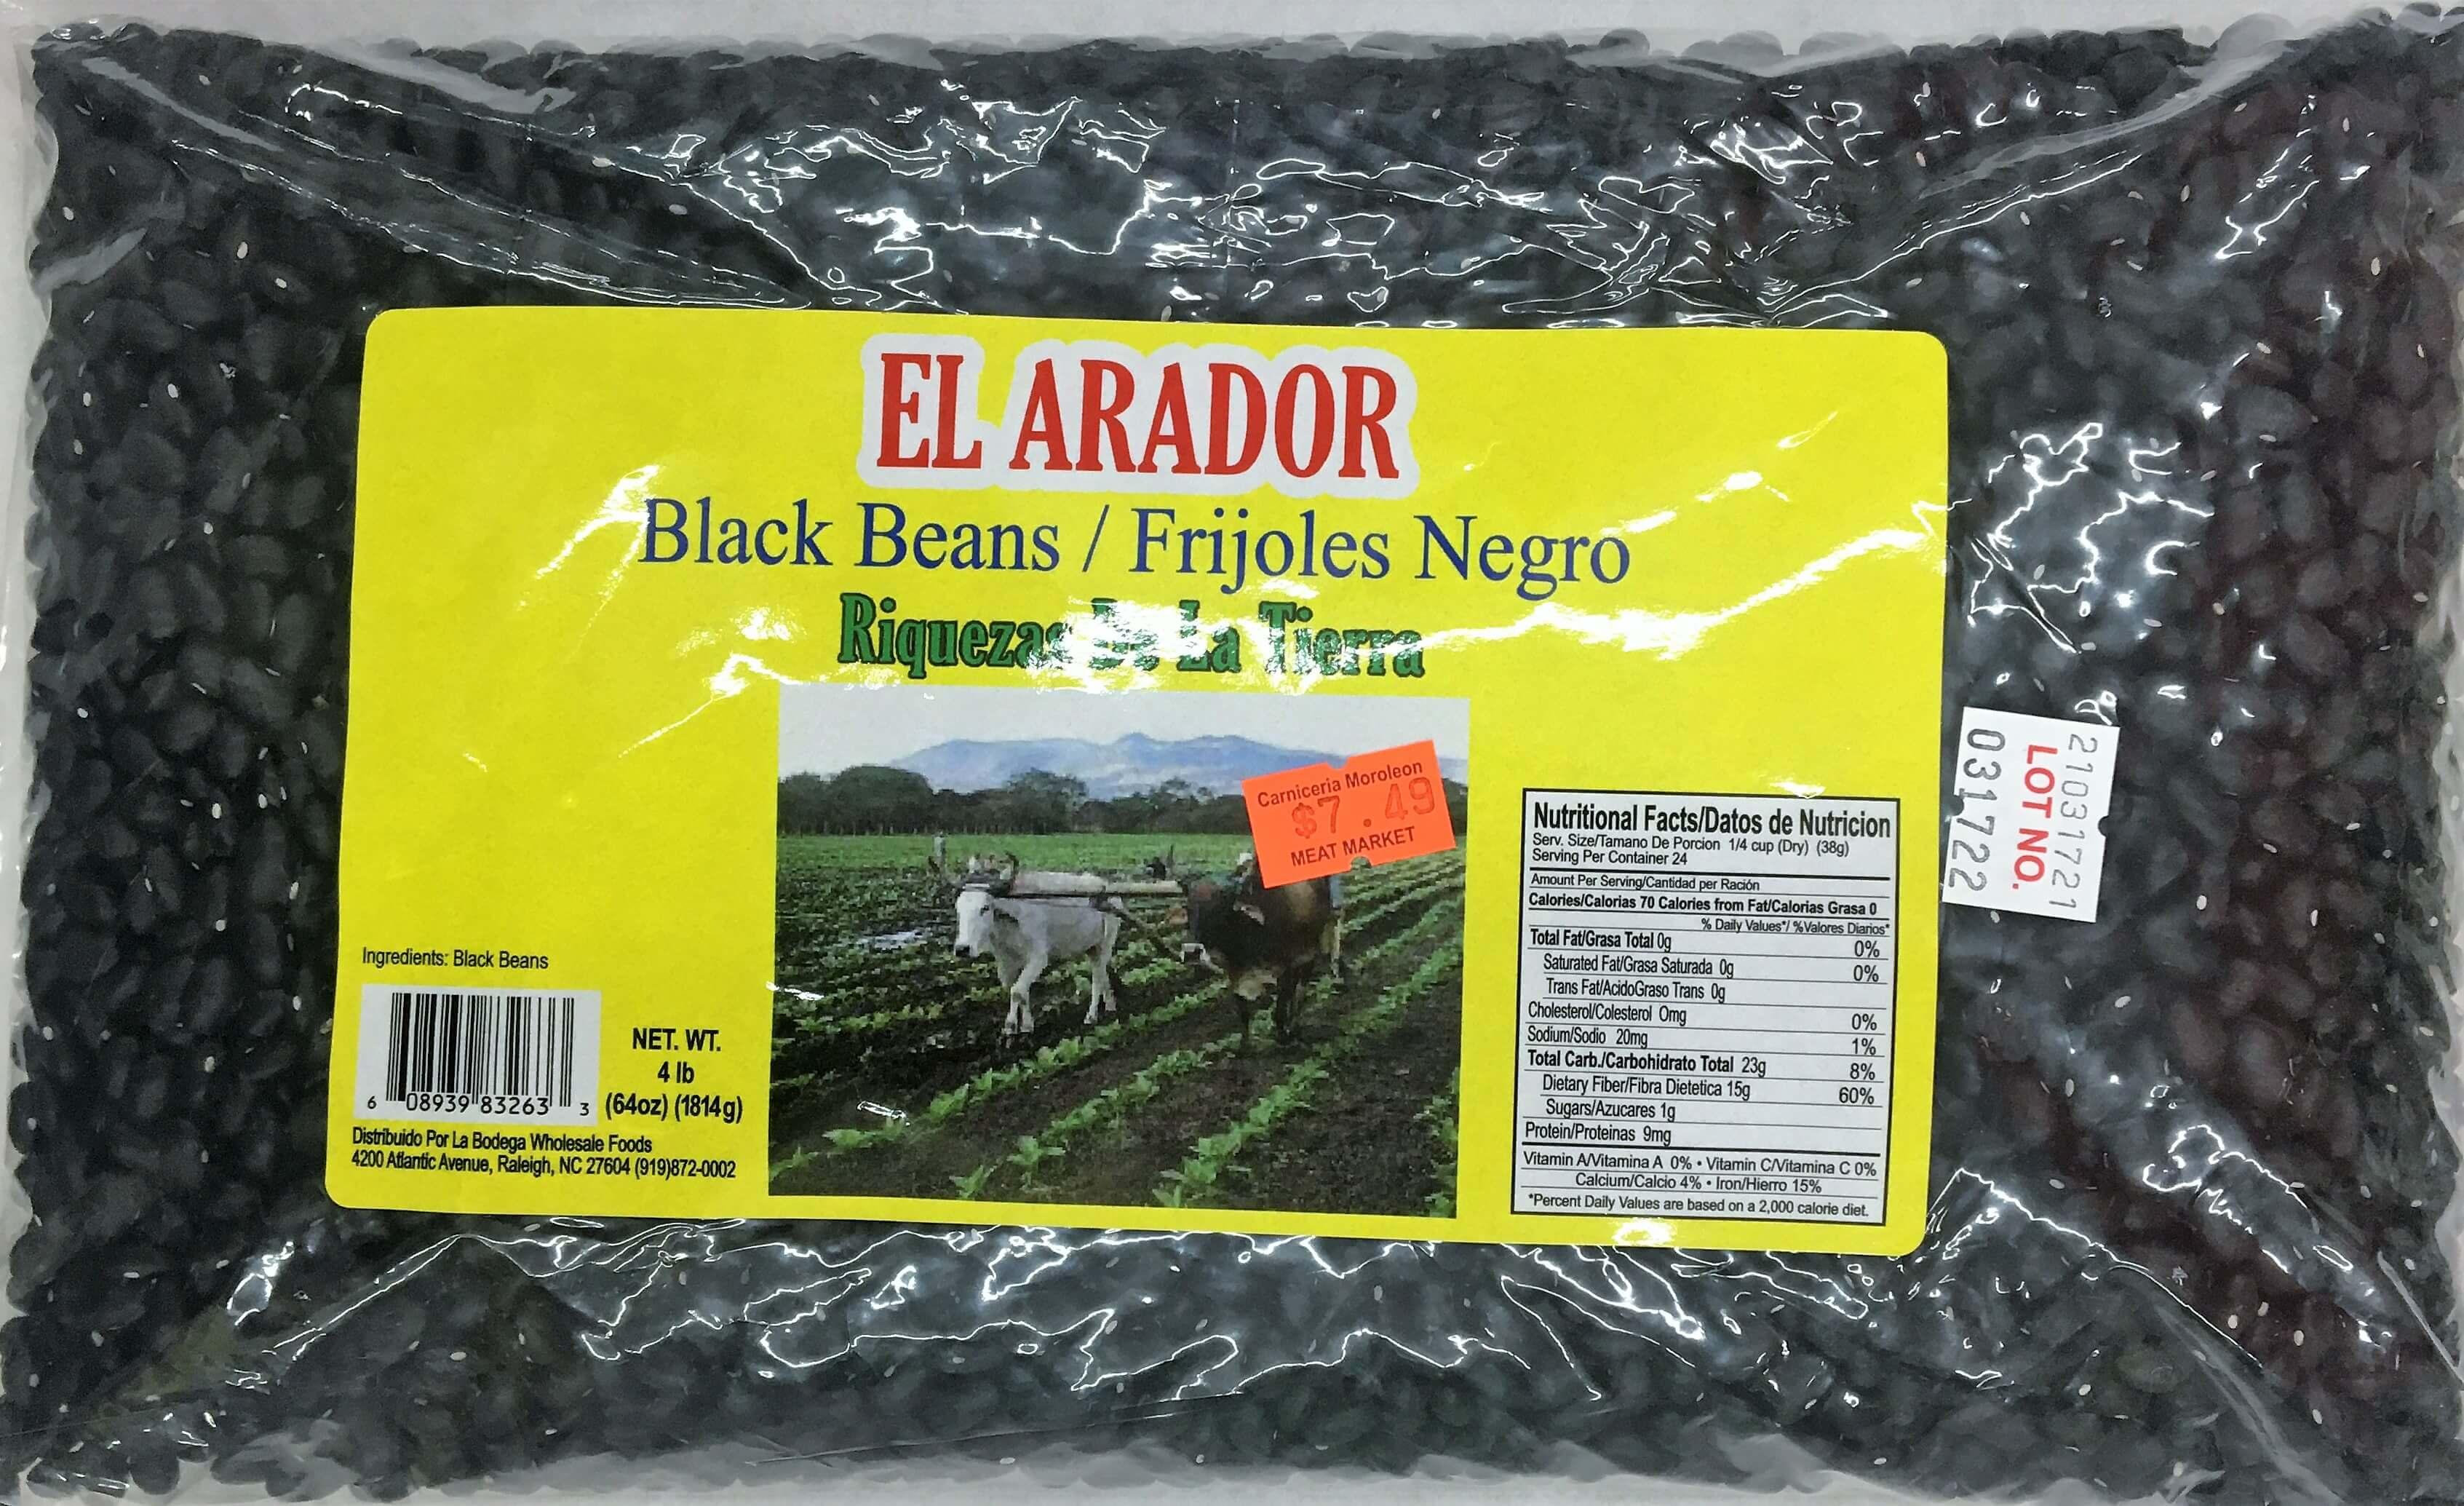 EL ARADOR
Black Beans / Frijoles Negro
Riquezas De La Tierra
Carniceria Moroleon
$7.49
MEAT MARKET
Ingredients: Black Beans
6 08939 83263 3
NET. WT.
4 lb
(64oz) (1814g)
Distribuido Por La Bodega Wholesale Foods
4200 Atlantic Avenue, Raleigh, NC 27604 (919)872-0002
Nutritional Facts/Datos de Nutricion
Serv. Size/Tamano De Porcion 1/4 cup (Dry) (38g)
Serving Per Container 24
Amount Per Serving/Cantidad per Ración
Calories/Calorias 70 Calories from Fat/Calorias Grasa 0
% Daily Values*/ %Valores Diarios*
Total Fat/Grasa Total 0g 0%
Saturated Fat/Grasa Saturada 0g 0%
Trans Fat/AcidoGraso Trans 0g
Cholesterol/Colesterol 0mg 0%
Sodium/Sodio 20mg 1%
Total Carb./Carbohidrato Total 23g 8%
Dietary Fiber/Fibra Dietetica 15g 60%
Sugars/Azucares 1g
Protein/Proteinas 9mg
Vitamin A/Vitamina A 0% • Vitamin C/Vitamina C 0%
Calcium/Calcio 4% • Iron/Hierro 15%
*Percent Daily Values are based on a 2,000 calorie diet.
21031721
LOT NO.
031722